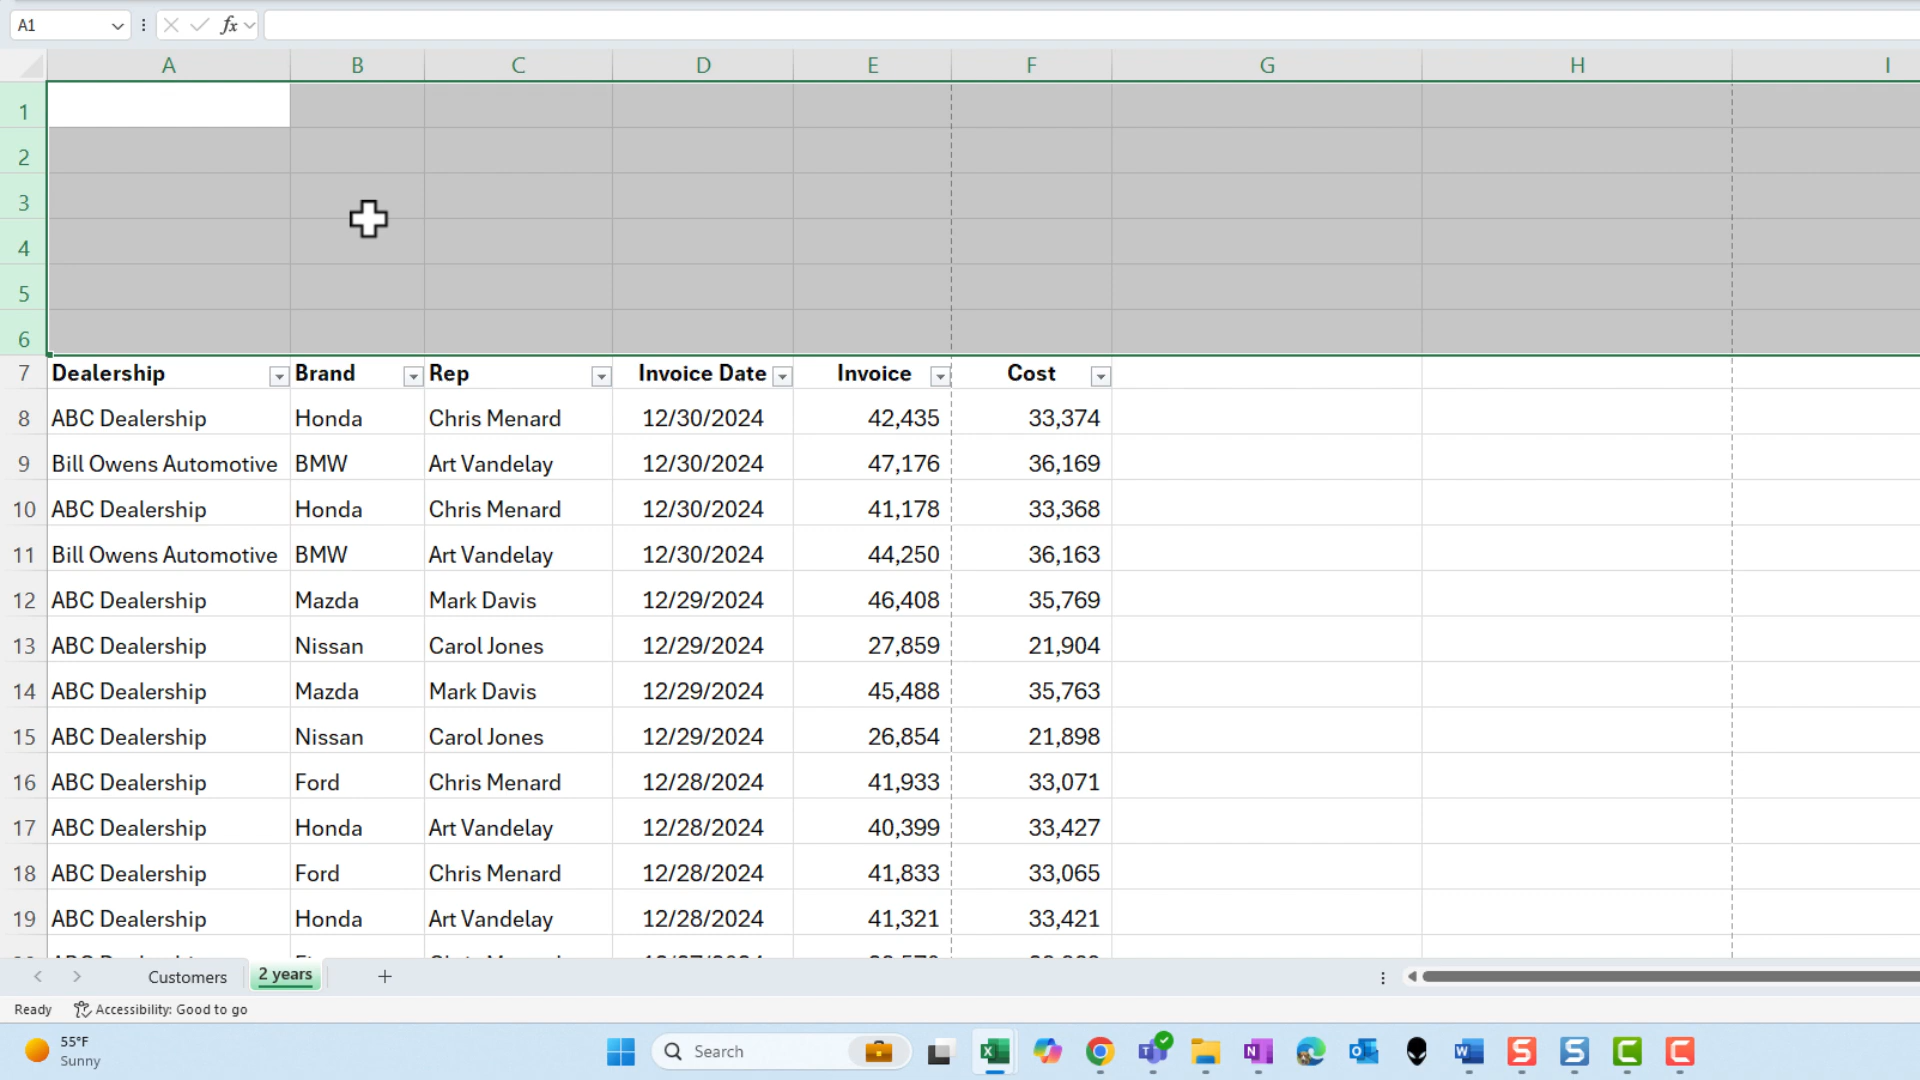 A1
fx
A B C D E F G H I
1
2
3
4
5
6
7 Dealership Brand Rep Invoice Date Invoice Cost
8 ABC Dealership Honda Chris Menard 12/30/2024 42,435 33,374
9 Bill Owens Automotive BMW Art Vandelay 12/30/2024 47,176 36,169
10 ABC Dealership Honda Chris Menard 12/30/2024 41,178 33,368
11 Bill Owens Automotive BMW Art Vandelay 12/30/2024 44,250 36,163
12 ABC Dealership Mazda Mark Davis 12/29/2024 46,408 35,769
13 ABC Dealership Nissan Carol Jones 12/29/2024 27,859 21,904
14 ABC Dealership Mazda Mark Davis 12/29/2024 45,488 35,763
15 ABC Dealership Nissan Carol Jones 12/29/2024 26,854 21,898
16 ABC Dealership Ford Chris Menard 12/28/2024 41,933 33,071
17 ABC Dealership Honda Art Vandelay 12/28/2024 40,399 33,427
18 ABC Dealership Ford Chris Menard 12/28/2024 41,833 33,065
19 ABC Dealership Honda Art Vandelay 12/28/2024 41,321 33,421
Customers 2 years +
Ready Accessibility: Good to go
55°F
Sunny
Search